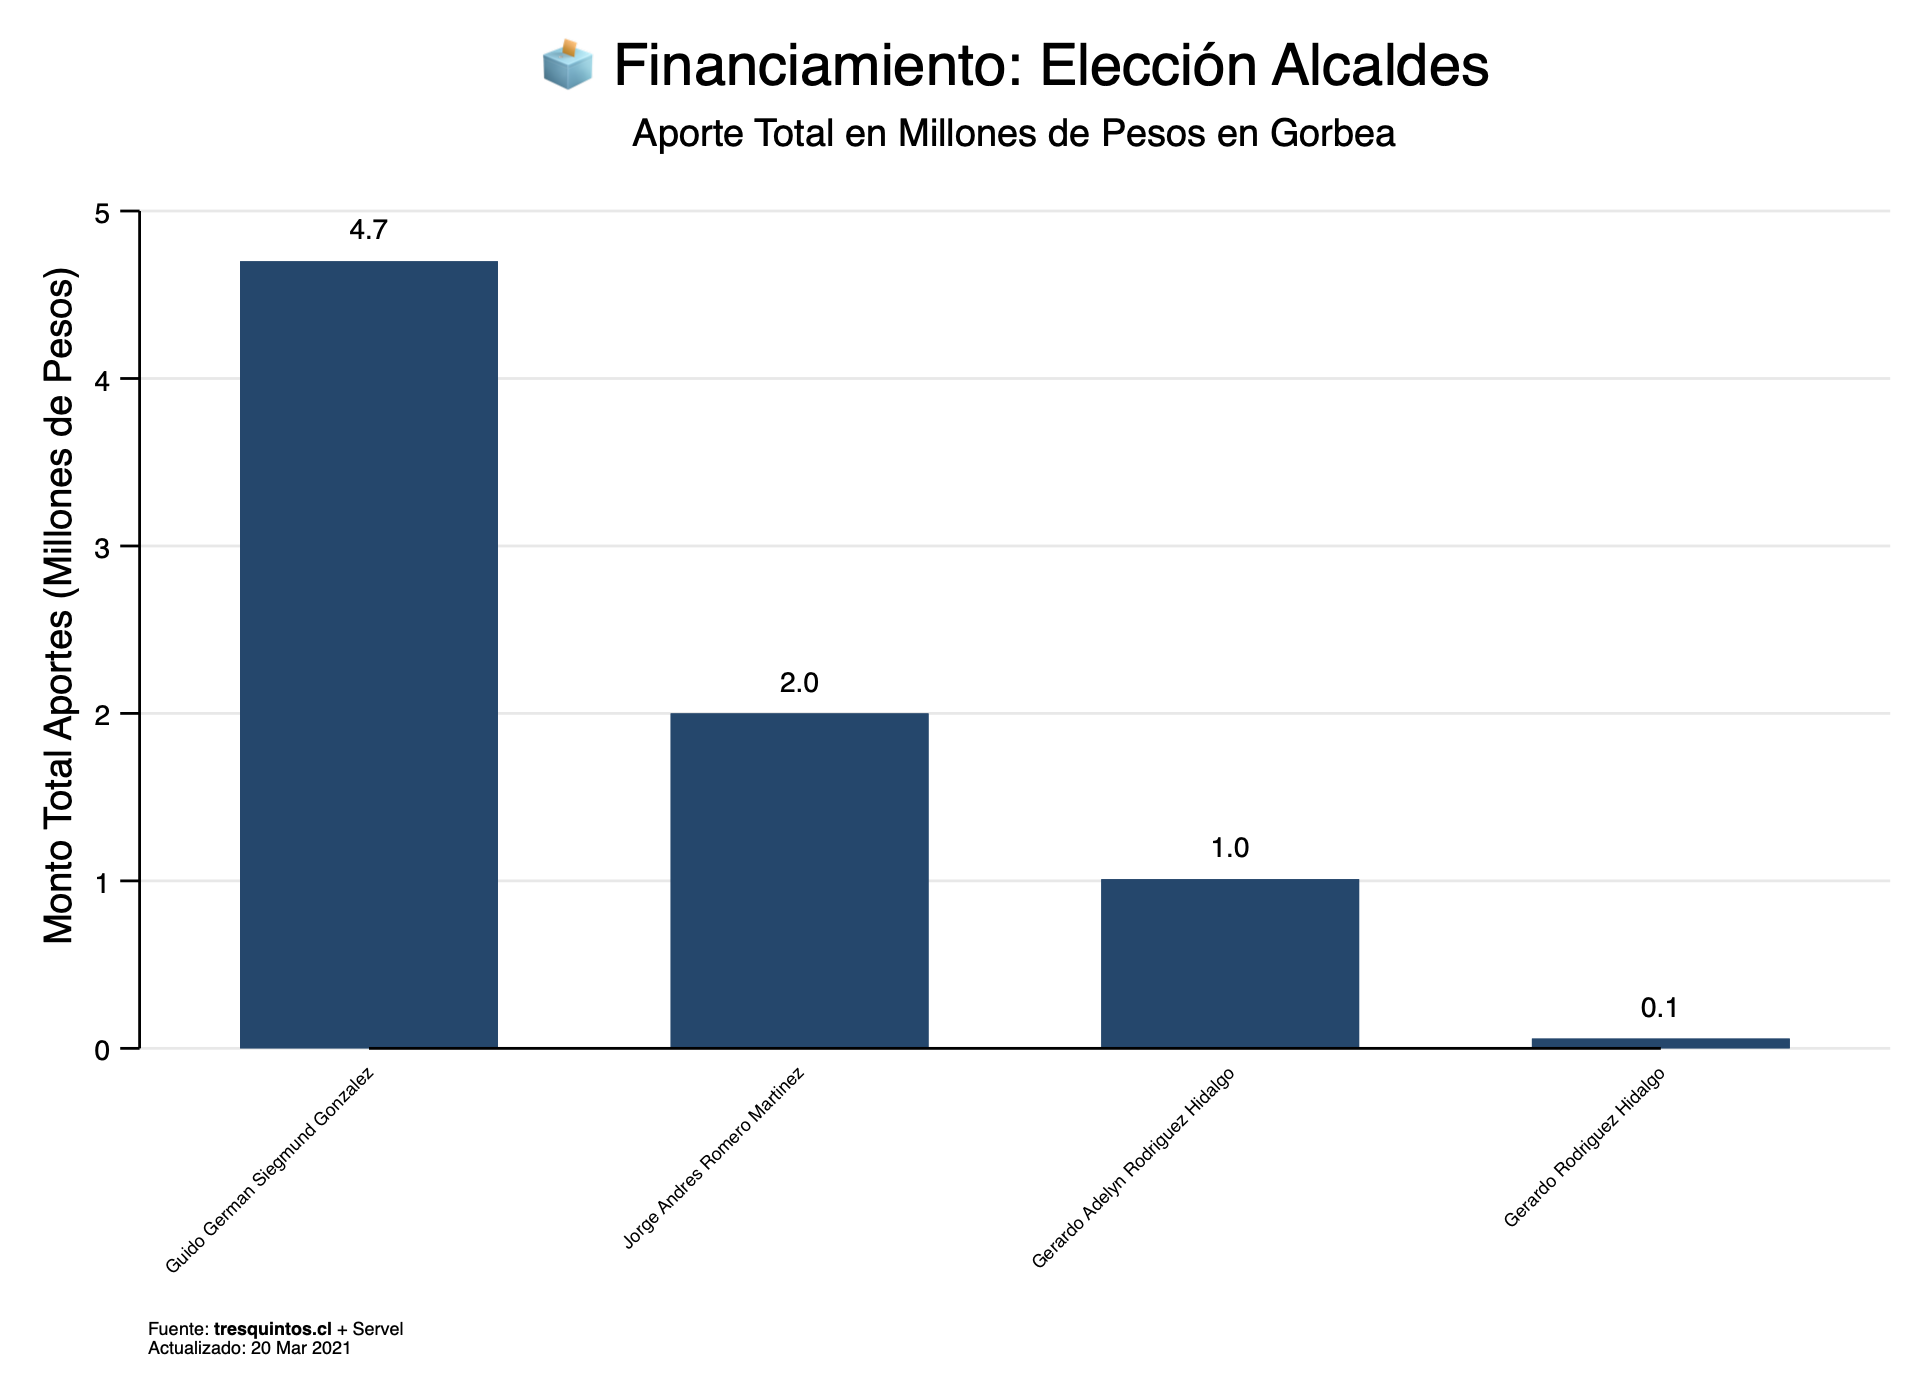 Financiamiento: Elección Alcaldes
Aporte Total en Millones de Pesos en Gorbea
Monto Total Aportes (Millones de Pesos)
5
4
3
2
1
0
4.7
2.0
1.0
0.1
Guido German Siegmund Gonzalez
Jorge Andres Romero Martinez
Gerardo Adelyn Rodriguez Hidalgo
Gerardo Rodriguez Hidalgo
Fuente: tresquintos.cl + Servel
Actualizado: 20 Mar 2021